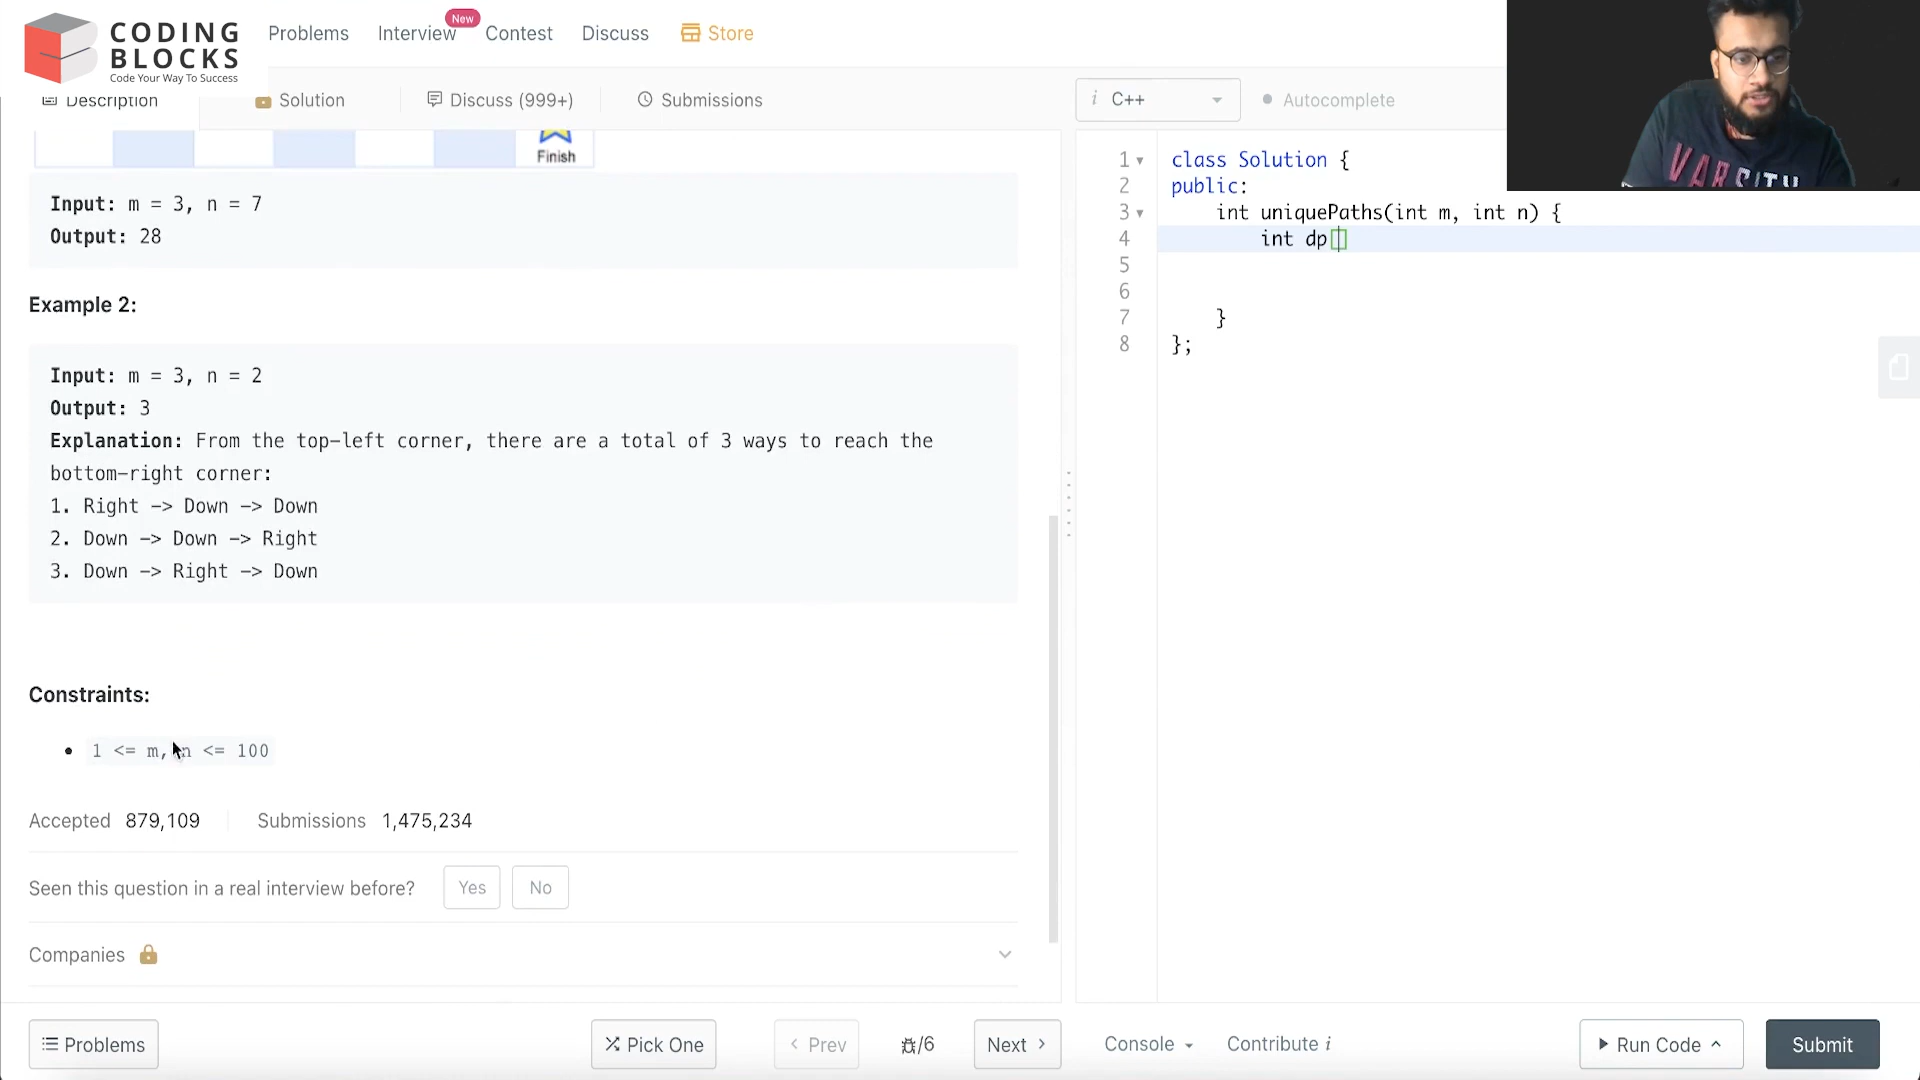 CODING
BLOCKS
Code Your Way To Success
Problems Interview New Contest Discuss Store
Description Solution Discuss (999+) Submissions
i C++ Autocomplete
Finish
Input: m = 3, n = 7
Output: 28
Example 2:
Input: m = 3, n = 2
Output: 3
Explanation: From the top-left corner, there are a total of 3 ways to reach the
bottom-right corner:
1. Right -> Down -> Down
2. Down -> Down -> Right
3. Down -> Right -> Down
Constraints:
1 <= m, n <= 100
Accepted 879,109 Submissions 1,475,234
Seen this question in a real interview before? Yes No
Companies
Problems Pick One < Prev /6 Next >
1 class Solution {
2 public:
3 int uniquePaths(int m, int n) {
4 int dp[]
5
6
7 }
8 };
Console Contribute i Run Code Submit
VARSITY